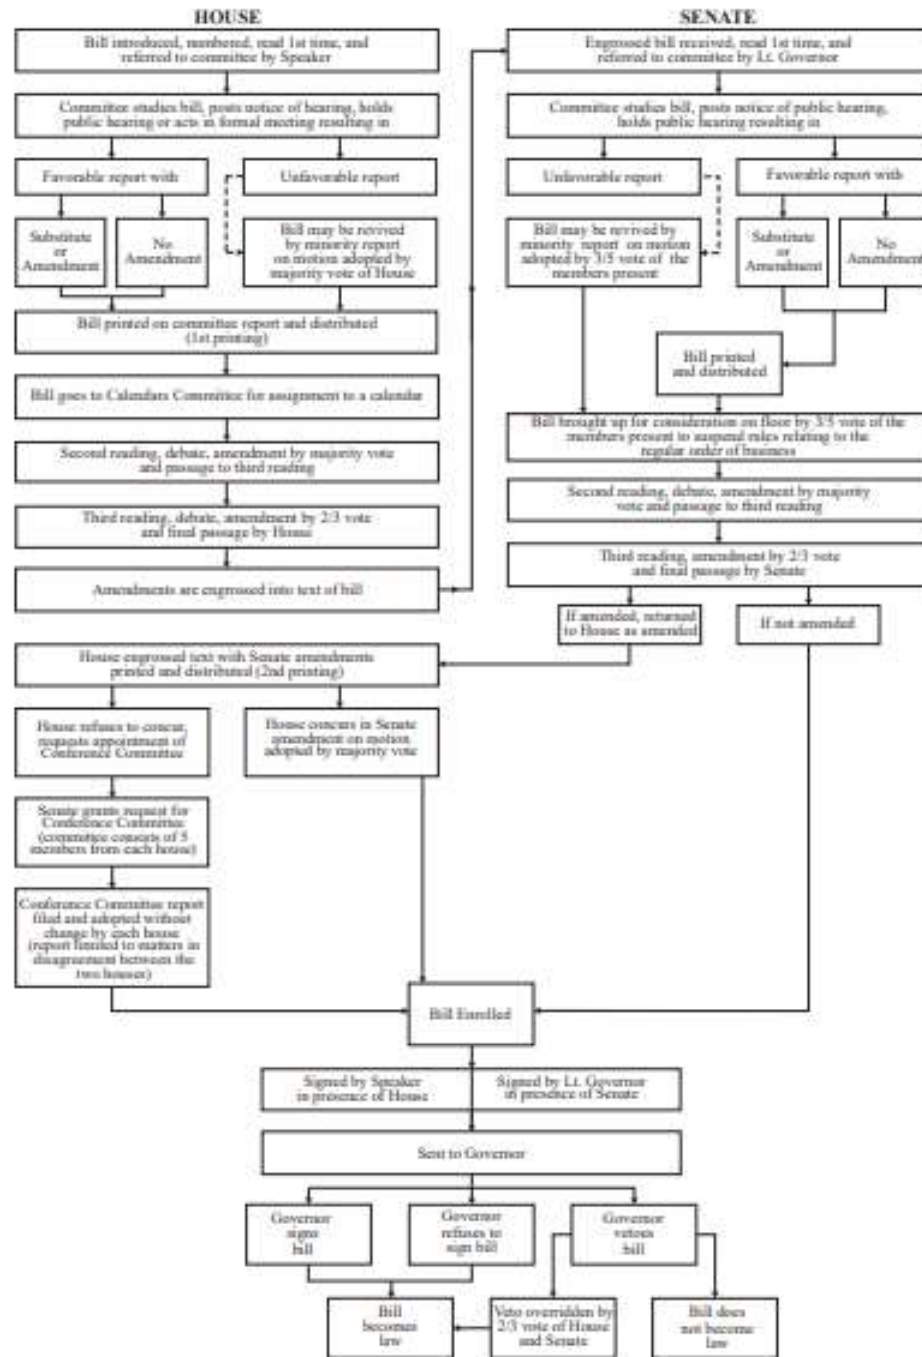 HOUSE
Bill introduced, numbered, read 1st time, and
referred to committee by Speaker
Committee studies bill, posts notice of hearing, holds
public hearing or acts in formal meeting resulting in
Favorable report with
Unfavorable report
Substitute
or
Amendment
No
Amendment
Bill may be revived
by minority report
on motion adopted by
majority vote of House
Bill printed on committee report and distributed
(1st printing)
Bill goes to Calendars Committee for assignment to a calendar
Second reading, debate, amendment by majority vote
and passage to third reading
Third reading, debate, amendment by 2/3 vote
and final passage by House
Amendments are engrossed into text of bill
SENATE
Engrossed bill received, read 1st time, and
referred to committee by Lt. Governor
Committee studies bill, posts notice of public hearing,
holds public hearing resulting in
Unfavorable report
Favorable report with
Bill may be revived by
minority report on motion
adopted by 3/5 vote of the
members present
Substitute
or
Amendment
No
Amendment
Bill printed
and distributed
Bill brought up for consideration on floor by 3/5 vote of the
members present to suspend rules relating to the
regular order of business
Second reading, debate, amendment by majority
vote and passage to third reading
Third reading, amendment by 2/3 vote
and final passage by Senate
If amended, returned
to House as amended
If not amended
House engrossed text with Senate amendments
printed and distributed (2nd printing)
House refuses to concur,
requests appointment of
Conference Committee
House concurs in Senate
amendment on motion
adopted by majority vote
Senate grants request for
Conference Committee
(committee consists of 5
members from each house)
Conference Committee report
filed and adopted without
change by each house
(report limited to matters in
disagreement between the
two houses)
Bill Enrolled
Signed by Speaker
in presence of House
Signed by Lt. Governor
in presence of Senate
Sent to Governor
Governor
signs
bill
Governor
refuses to
sign bill
Governor
vetoes
bill
Bill
becomes
law
Veto overridden by
2/3 vote of House
and Senate
Bill does
not become
law